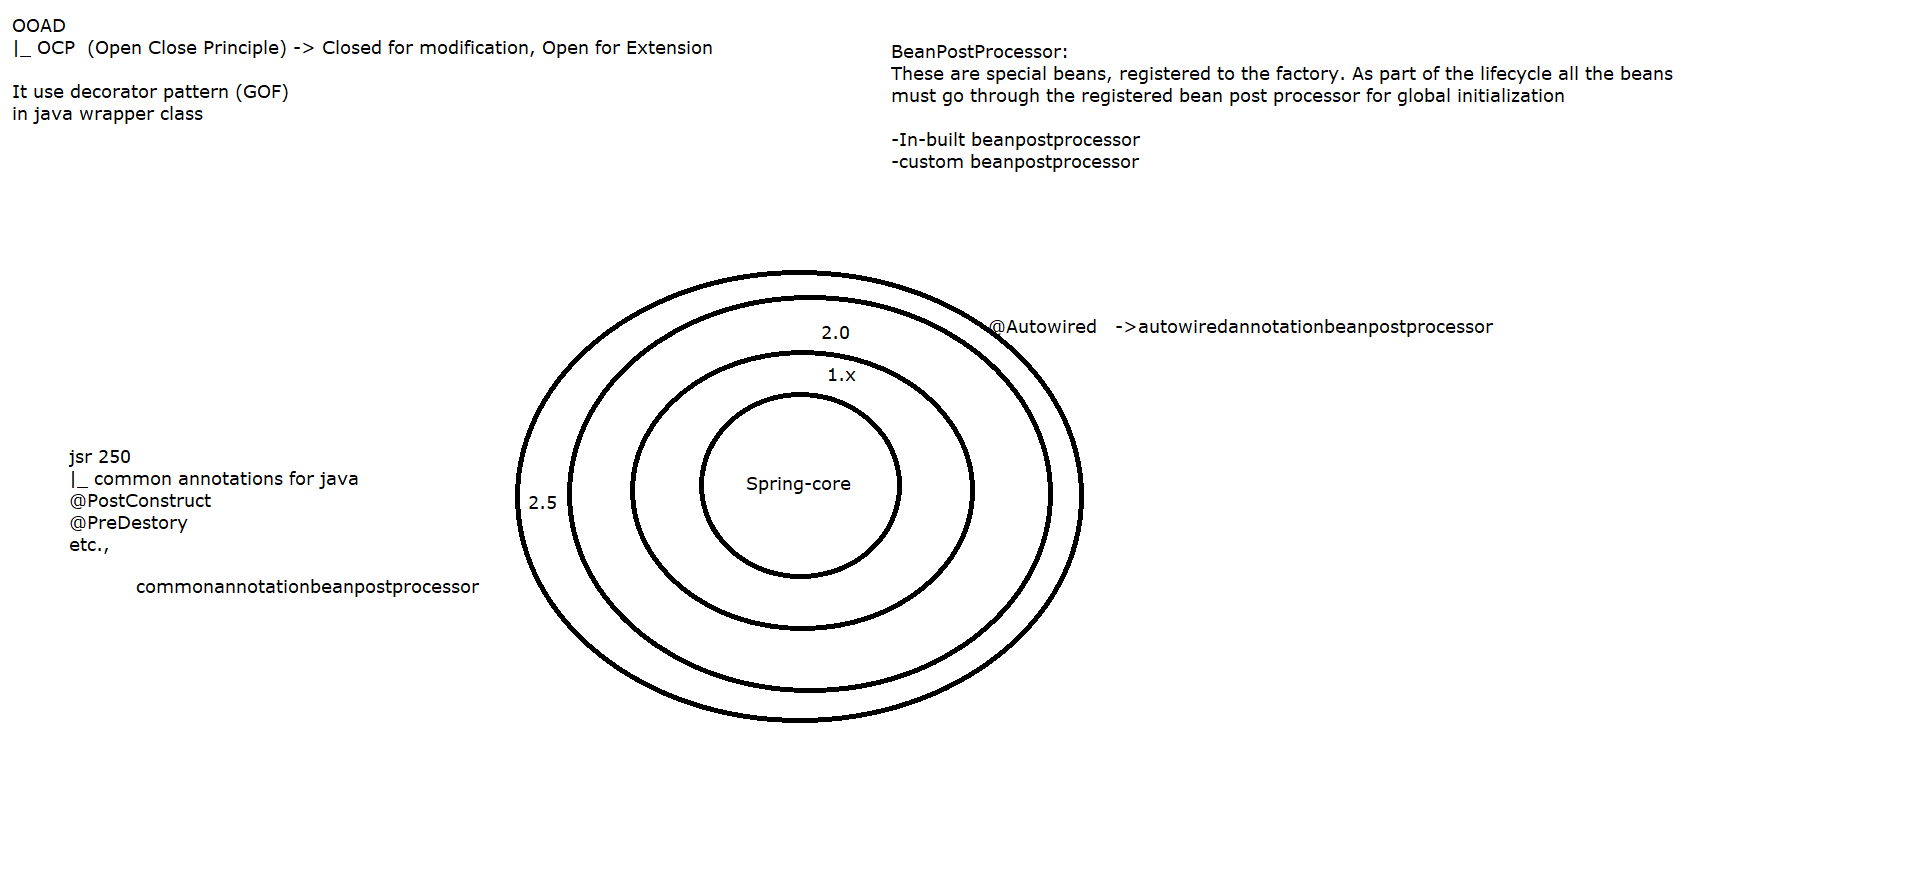 OOAD
|_ OCP  (Open Close Principle) -> Closed for modification, Open for Extension
It use decorator pattern (GOF)
in java wrapper class
BeanPostProcessor:
These are special beans, registered to the factory. As part of the lifecycle all the beans
must go through the registered bean post processor for global initialization
-In-built beanpostprocessor
-custom beanpostprocessor
@Autowired   ->autowiredannotationbeanpostprocessor
2.0
1.x
Spring-core
2.5
jsr 250
|_ common annotations for java
@PostConstruct
@PreDestory
etc.,
commonannotationbeanpostprocessor